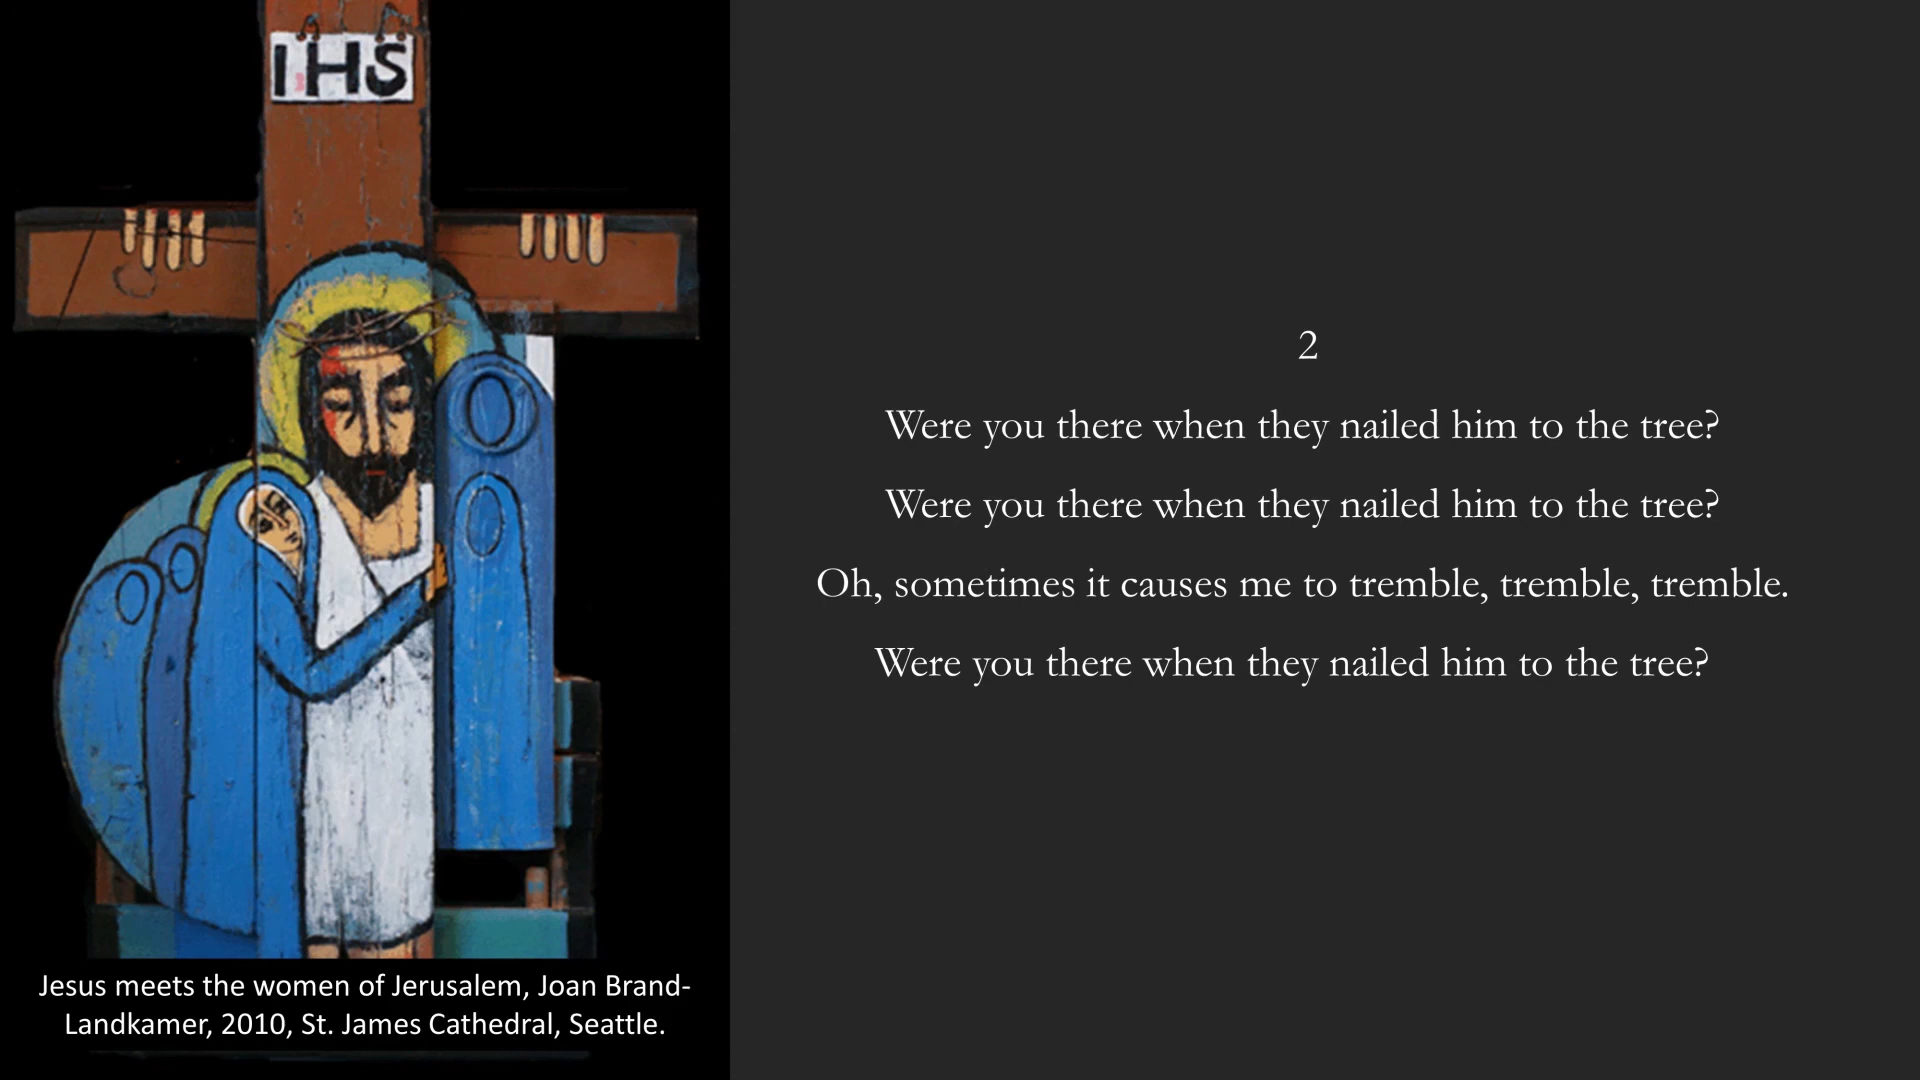 IHS
Jesus meets the women of Jerusalem, Joan Brand-
Landkamer, 2010, St. James Cathedral, Seattle.
2
Were you there when they nailed him to the tree?
Were you there when they nailed him to the tree?
Oh, sometimes it causes me to tremble, tremble, tremble.
Were you there when they nailed him to the tree?